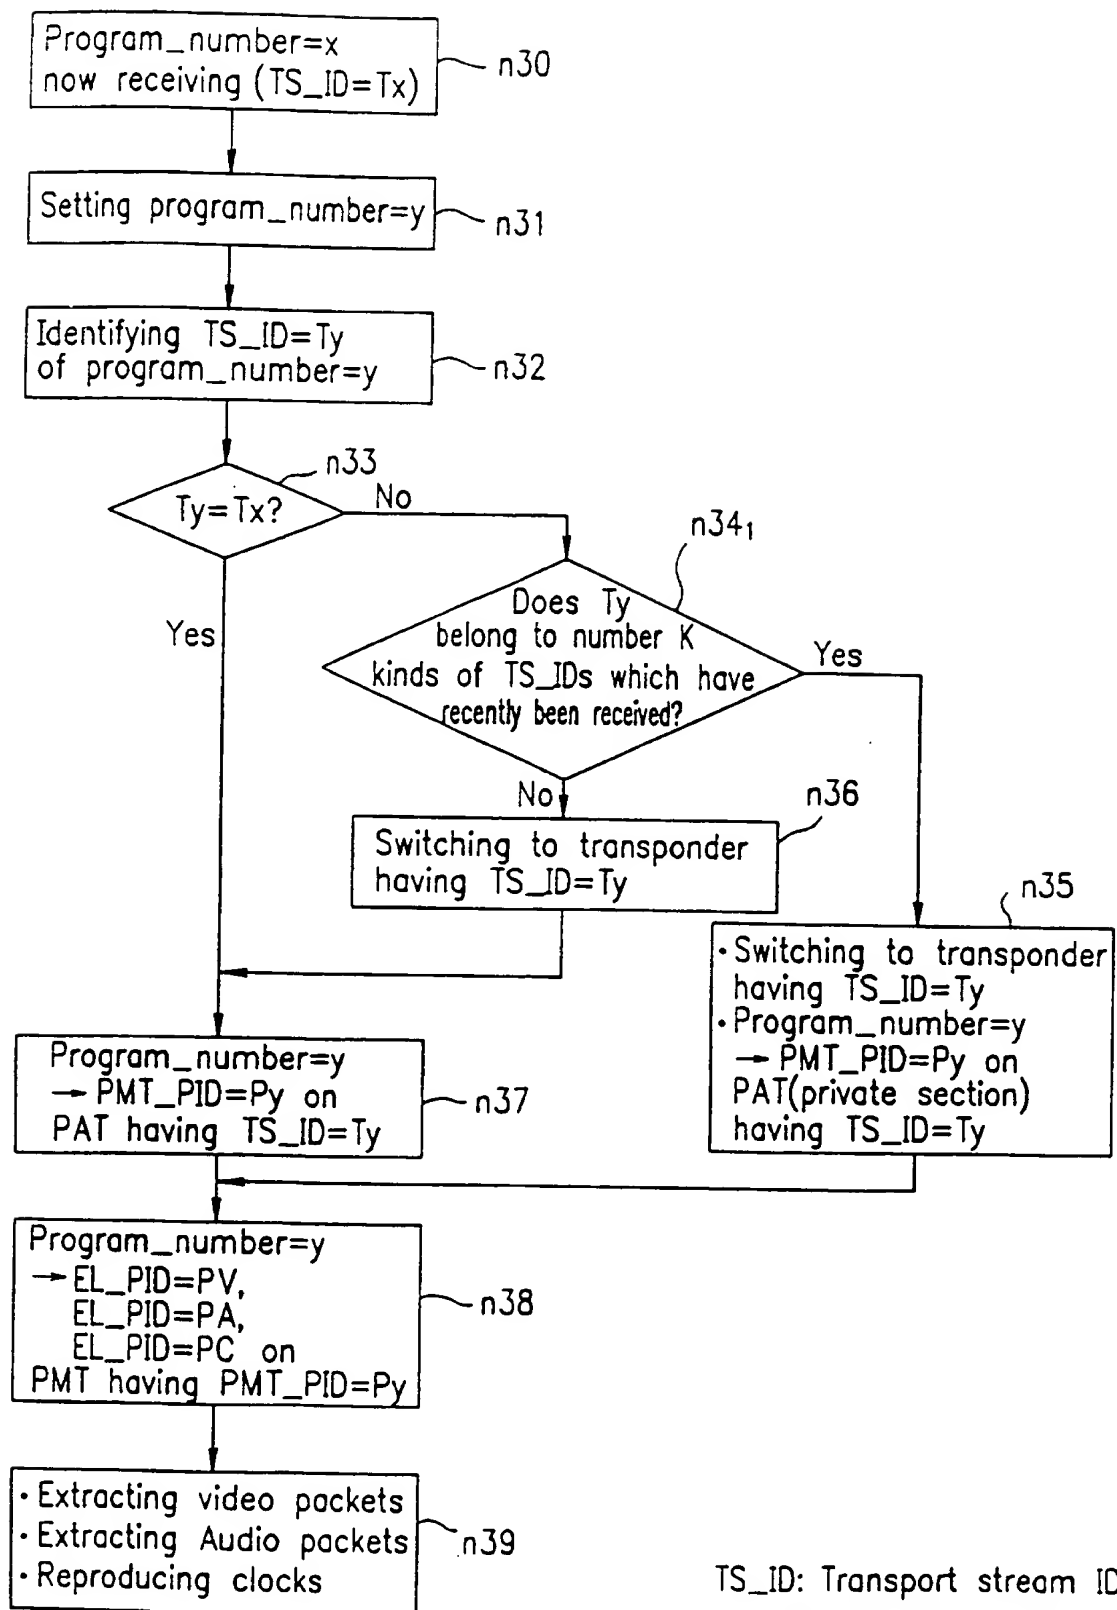 Program_number=x
now receiving (TS_ID=Tx)
n30
Setting program_number=y
n31
Identifying TS_ID=Ty
of program_number=y
n32
n33
Ty=Tx?
No
Yes
n34₁
Does Ty
belong to number K
kinds of TS_IDs which have
recently been received?
Yes
No
n36
Switching to transponder
having TS_ID=Ty
n35
・Switching to transponder
having TS_ID=Ty
・Program_number=y
→ PMT_PID=Py on
PAT(private section)
having TS_ID=Ty
Program_number=y
→ PMT_PID=Py on
PAT having TS_ID=Ty
n37
Program_number=y
→ EL_PID=PV,
EL_PID=PA,
EL_PID=PC on
PMT having PMT_PID=Py
n38
・Extracting video packets
・Extracting Audio packets
・Reproducing clocks
n39
TS_ID: Transport stream ID